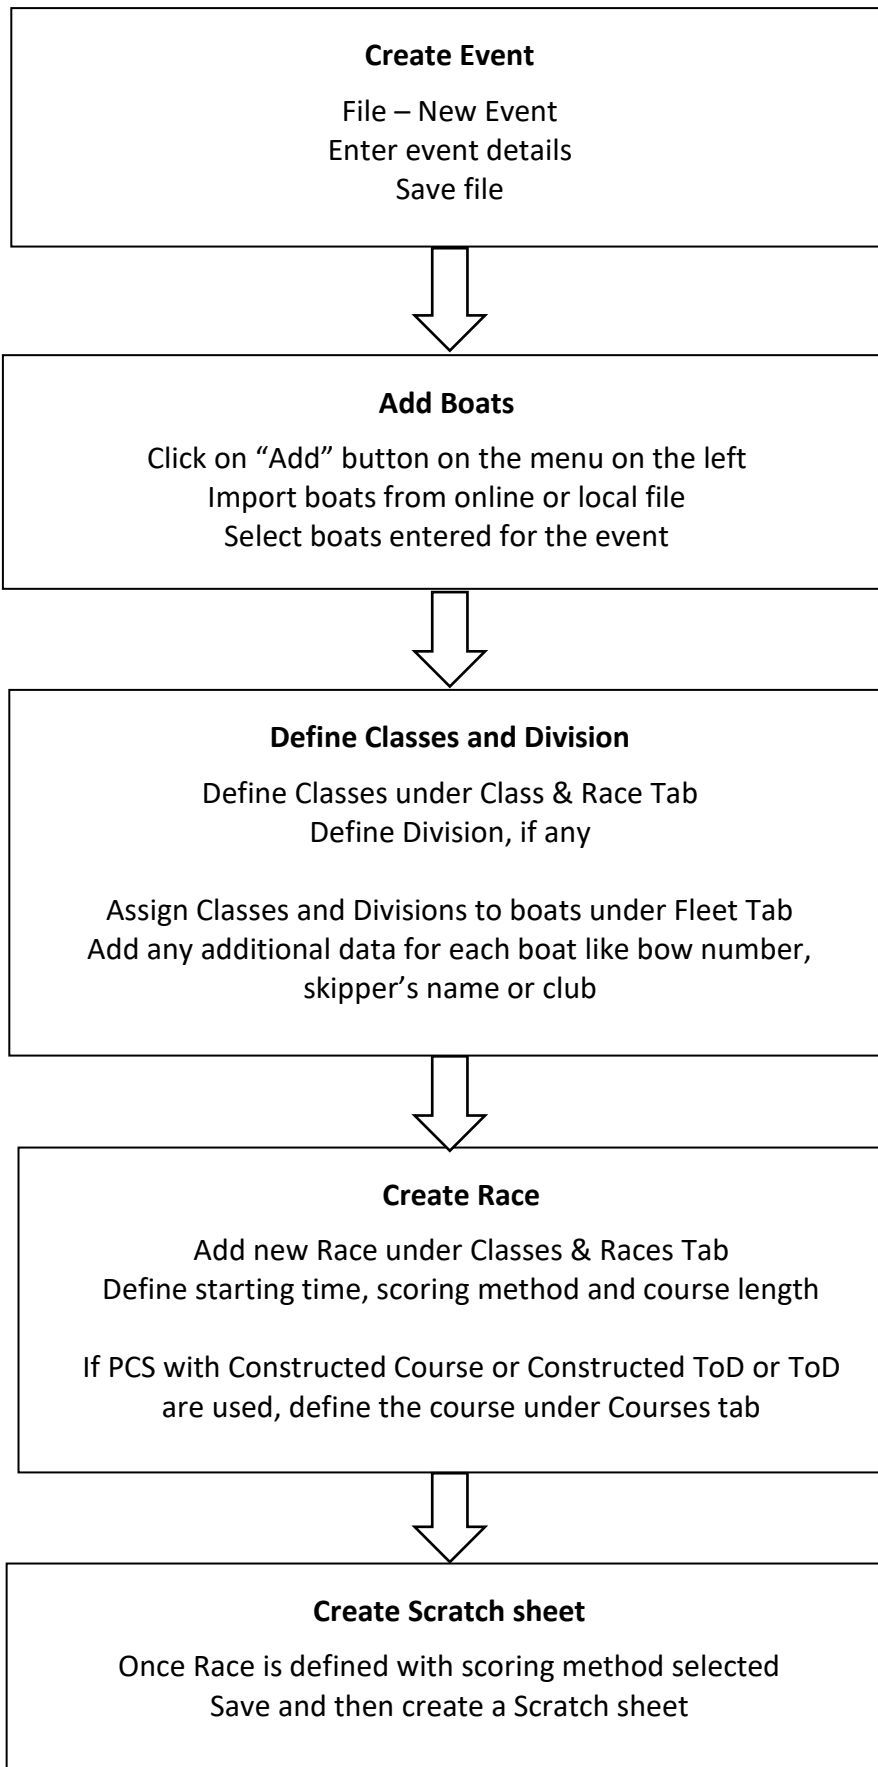 Create Event
File – New Event
Enter event details
Save file
Add Boats
Click on “Add” button on the menu on the left
Import boats from online or local file
Select boats entered for the event
Define Classes and Division
Define Classes under Class & Race Tab
Define Division, if any
Assign Classes and Divisions to boats under Fleet Tab
Add any additional data for each boat like bow number,
skipper’s name or club
Create Race
Add new Race under Classes & Races Tab
Define starting time, scoring method and course length
If PCS with Constructed Course or Constructed ToD or ToD
are used, define the course under Courses tab
Create Scratch sheet
Once Race is defined with scoring method selected
Save and then create a Scratch sheet